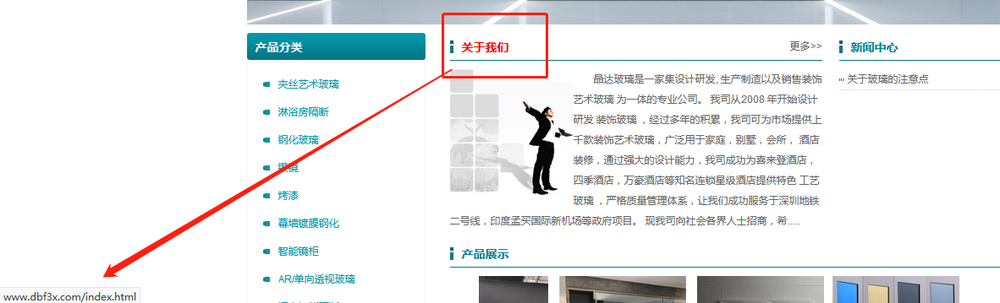 产品分类
夹丝艺术玻璃
淋浴房隔断
钢化玻璃
银镜
烤漆
幕墙镀膜钢化
智能镜柜
AR/单向透视玻璃
关于我们
更多>>
晶达玻璃是一家集设计研发, 生产制造以及销售装饰
艺术玻璃 为一体的专业公司。 我司从2008 年开始设计
研发 装饰玻璃 ，经过多年的积累，我司可为市场提供上
千款装饰艺术玻璃，广泛用于家庭，别墅，会所， 酒店
装修，通过强大的设计能力，我司成功为喜来登酒店，
四季酒店，万豪酒店等知名连锁星级酒店提供特色 工艺
玻璃 ，严格质量管理体系，让我们成功服务于深圳地铁
二号线，印度孟买国际新机场等政府项目。 现我司向社会各界人士招商，希.....
新闻中心
关于玻璃的注意点
产品展示
www.dbf3x.com/index.html